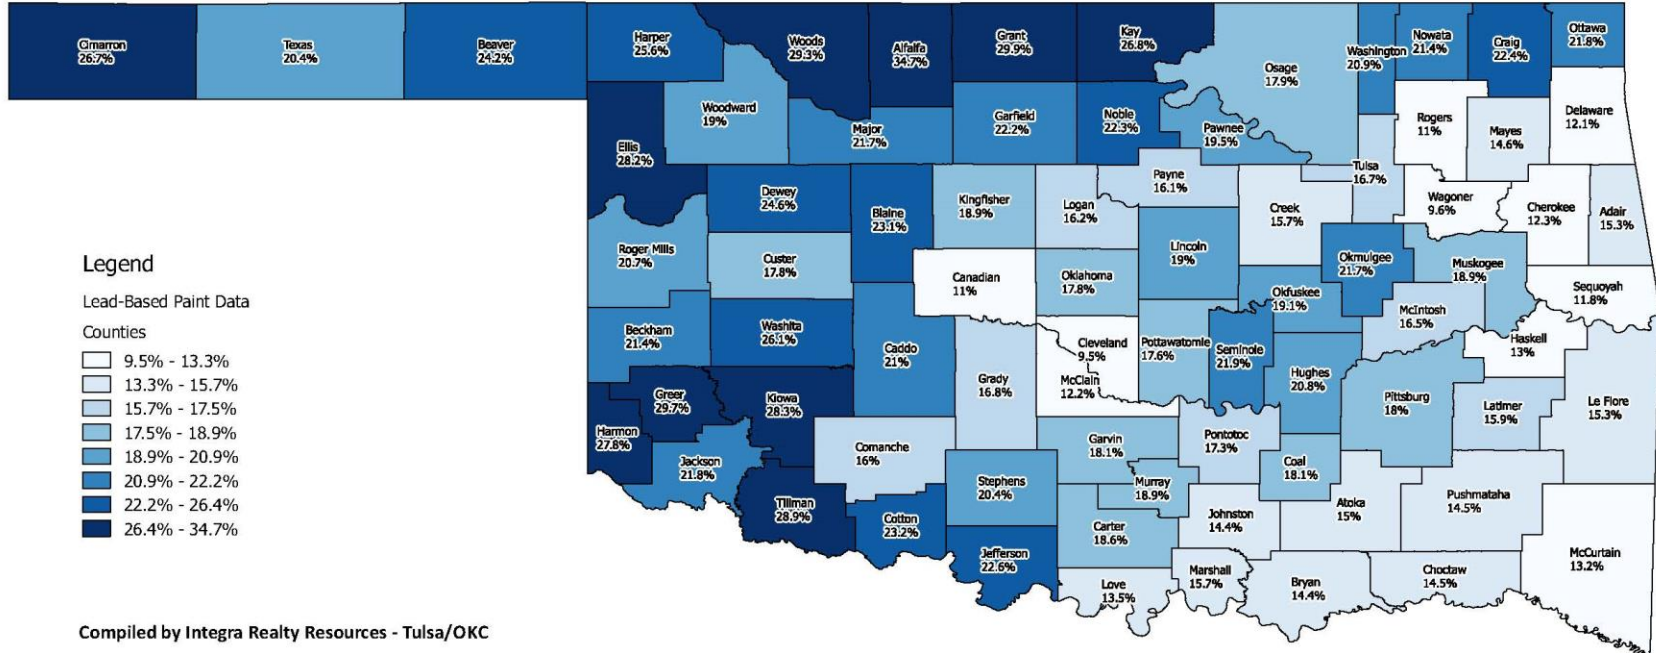 Cimarron
26.7%
Texas
20.4%
Beaver
24.2%
Harper
25.6%
Woods
29.3%
Alfalfa
34.7%
Grant
29.9%
Kay
26.8%
Osage
17.9%
Washington
20.9%
Nowata
21.4%
Craig
22.4%
Ottawa
21.8%
Ellis
28.2%
Woodward
19%
Major
21.7%
Garfield
22.2%
Noble
22.3%
Pawnee
19.5%
Rogers
11%
Mayes
14.6%
Delaware
12.1%
Dewey
24.6%
Blaine
23.1%
Kingfisher
18.9%
Logan
16.2%
Payne
16.1%
Creek
15.7%
Tulsa
16.7%
Wagoner
9.6%
Cherokee
12.3%
Adair
15.3%
Roger Mills
20.7%
Custer
17.8%
Canadian
11%
Oklahoma
17.8%
Lincoln
19%
Okmulgee
21.7%
Muskogee
18.9%
Sequoyah
11.8%
Okfuskee
19.1%
McIntosh
16.5%
Haskell
13%
Beckham
21.4%
Washita
26.1%
Caddo
21%
Grady
16.8%
Cleveland
9.5%
McClain
12.2%
Pottawatomie
17.6%
Seminole
21.9%
Hughes
20.8%
Pittsburg
18%
Latimer
15.9%
Le Flore
15.3%
Greer
29.7%
Kiowa
28.3%
Harmon
27.8%
Jackson
21.8%
Comanche
16%
Garvin
18.1%
Pontotoc
17.3%
Coal
18.1%
Tillman
28.9%
Cotton
23.2%
Stephens
20.4%
Murray
18.9%
Johnston
14.4%
Atoka
15%
Pushmataha
14.5%
Jefferson
22.6%
Carter
18.6%
Love
13.5%
Marshall
15.7%
Bryan
14.4%
Choctaw
14.5%
McCurtain
13.2%
Legend
Lead-Based Paint Data
Counties
9.5% - 13.3%
13.3% - 15.7%
15.7% - 17.5%
17.5% - 18.9%
18.9% - 20.9%
20.9% - 22.2%
22.2% - 26.4%
26.4% - 34.7%
Compiled by Integra Realty Resources - Tulsa/OKC